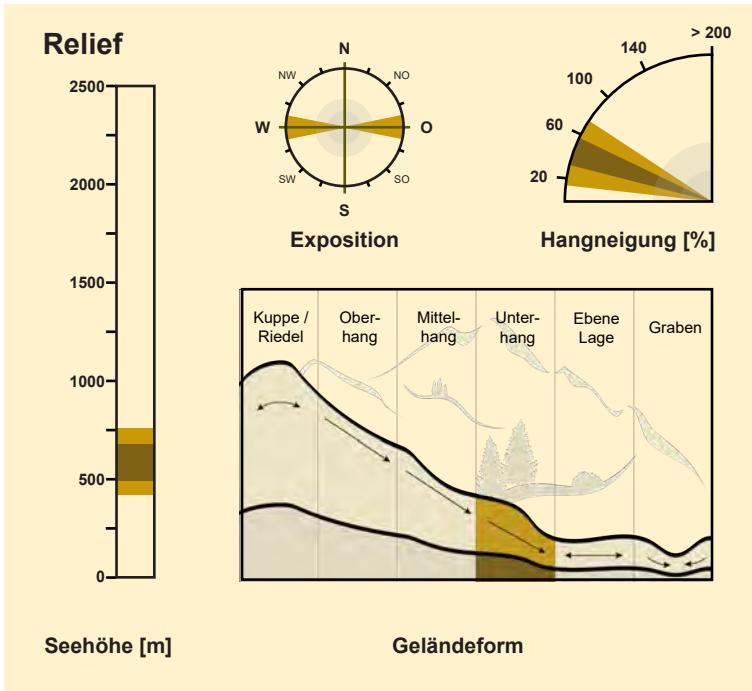 Relief
2500
2000
1500
1000
500
0
Seehöhe [m]
N
NW NO
W O
SW SO
S
Exposition
> 200
140
100
60
20
Hangneigung [%]
Kuppe / Ober- Mittel- Unter- Ebene Graben
Riedel hang hang hang Lage
Geländeform